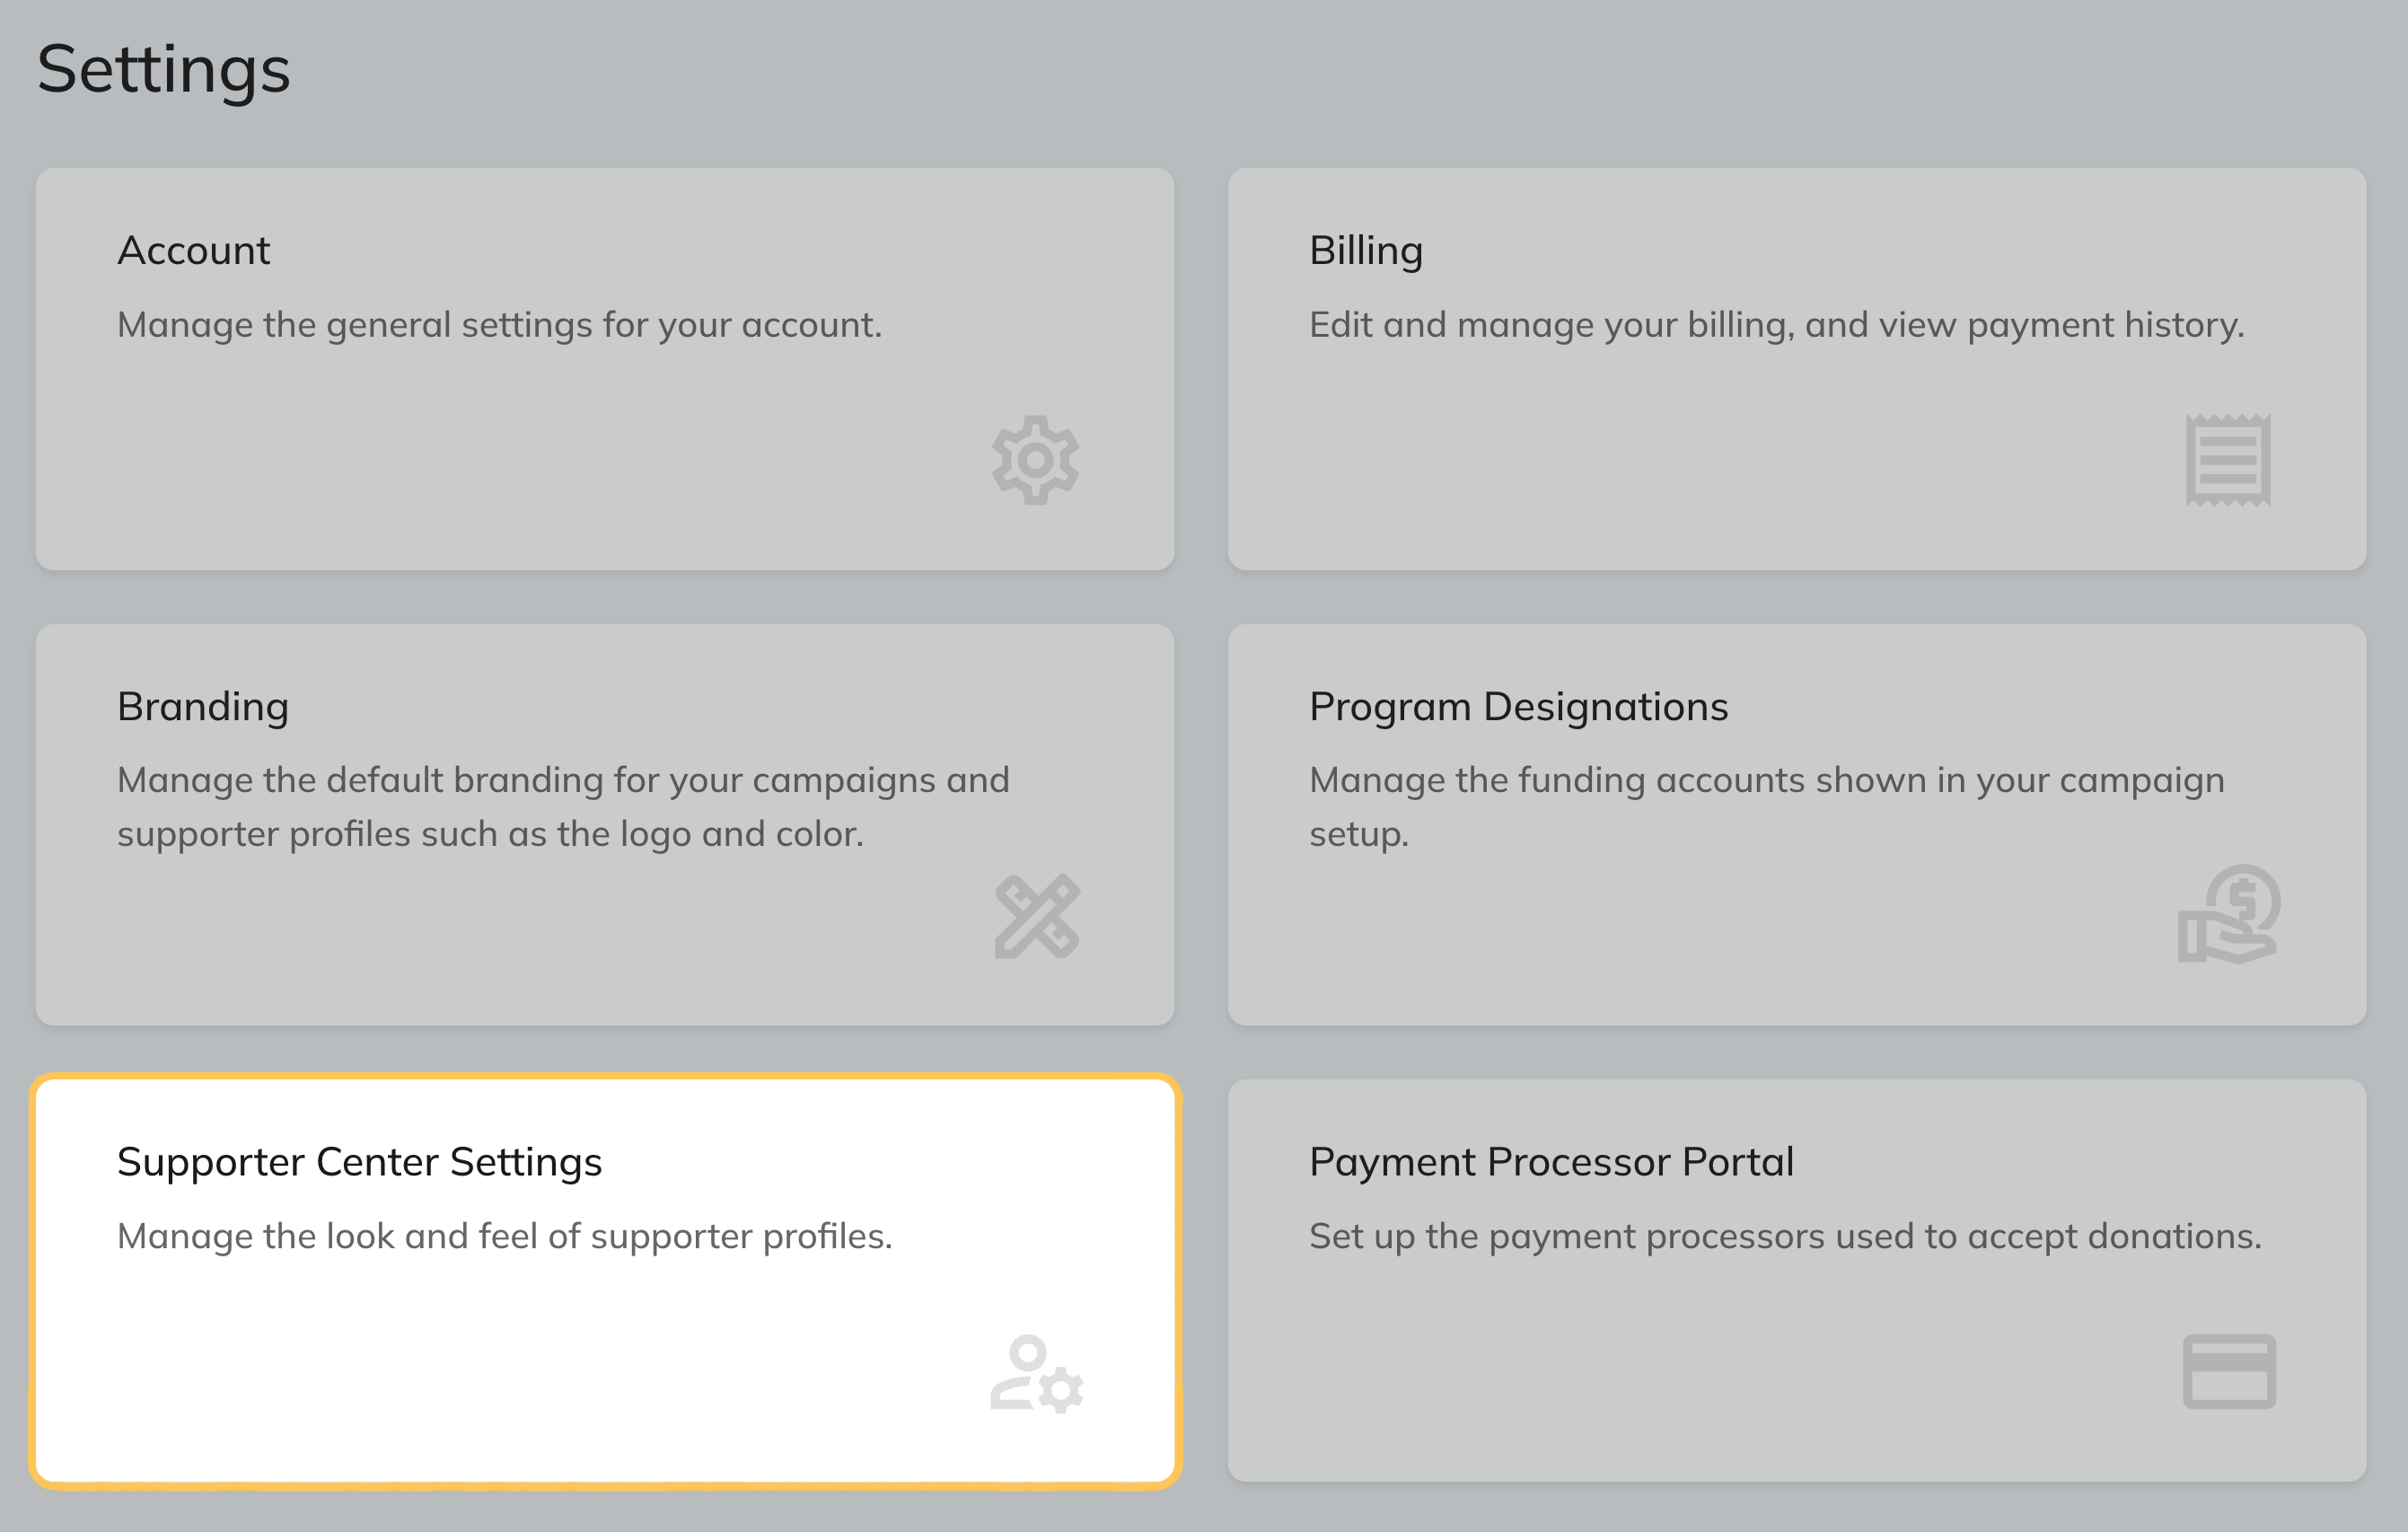 Settings
Account
Manage the general settings for your account.
Billing
Edit and manage your billing, and view payment history.
Branding
Manage the default branding for your campaigns and
supporter profiles such as the logo and color.
Program Designations
Manage the funding accounts shown in your campaign
setup.
Supporter Center Settings
Manage the look and feel of supporter profiles.
Payment Processor Portal
Set up the payment processors used to accept donations.